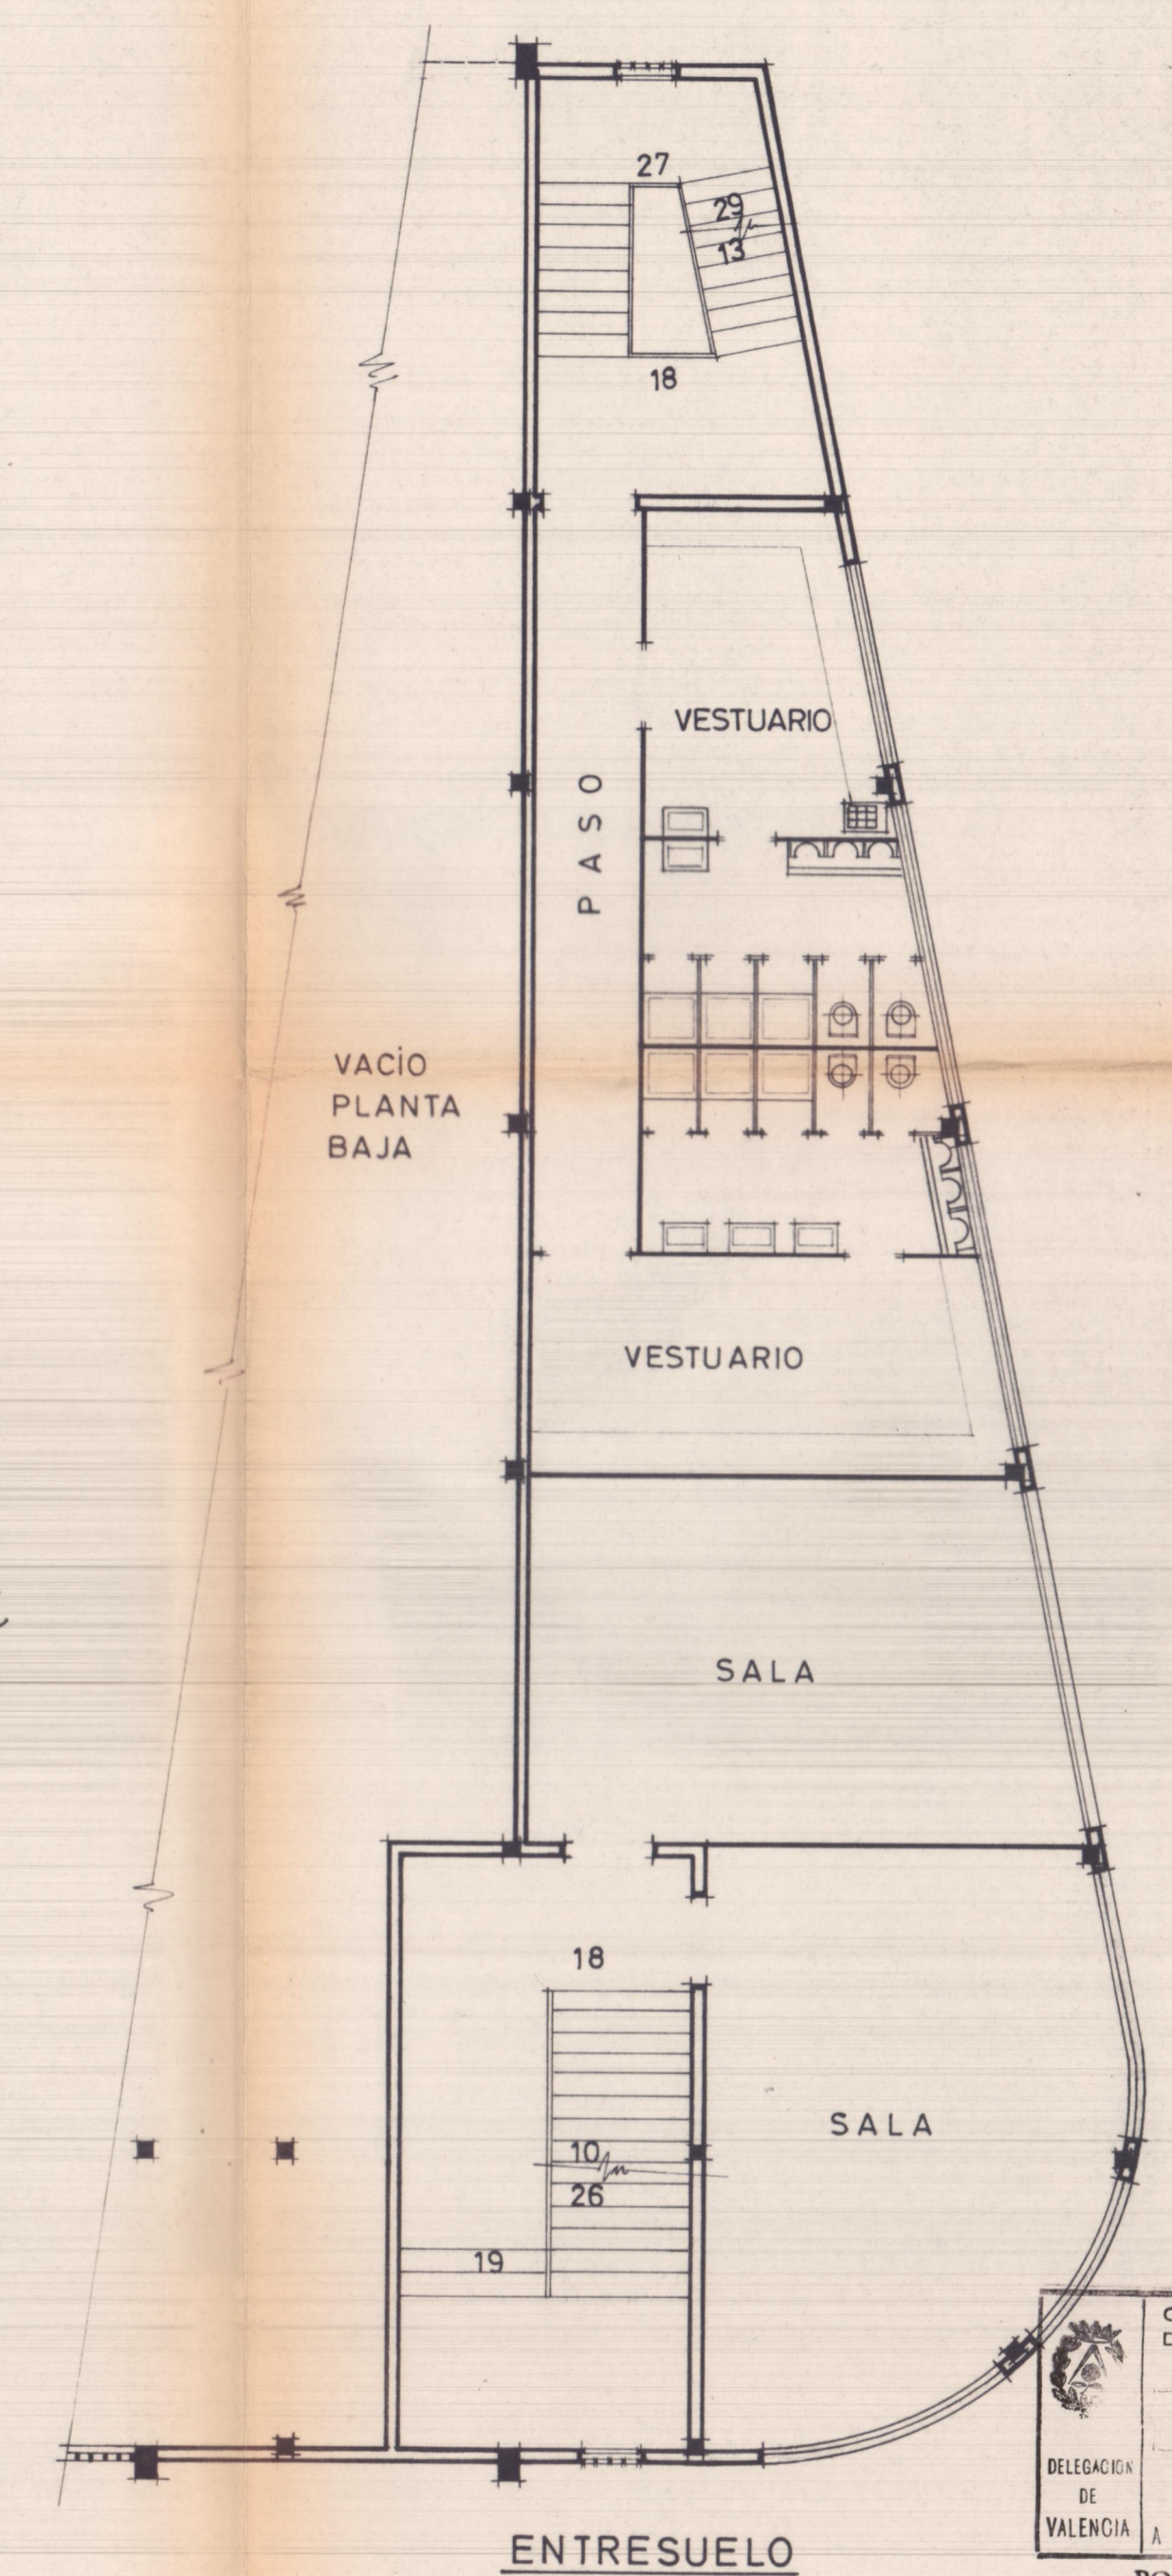 27
29
13
18
VESTUARIO
PASO
VACÍO
PLANTA
BAJA
VESTUARIO
SALA
18
SALA
10
26
19
DELEGACION
DE
VALENCIA
A
ENTRESUELO